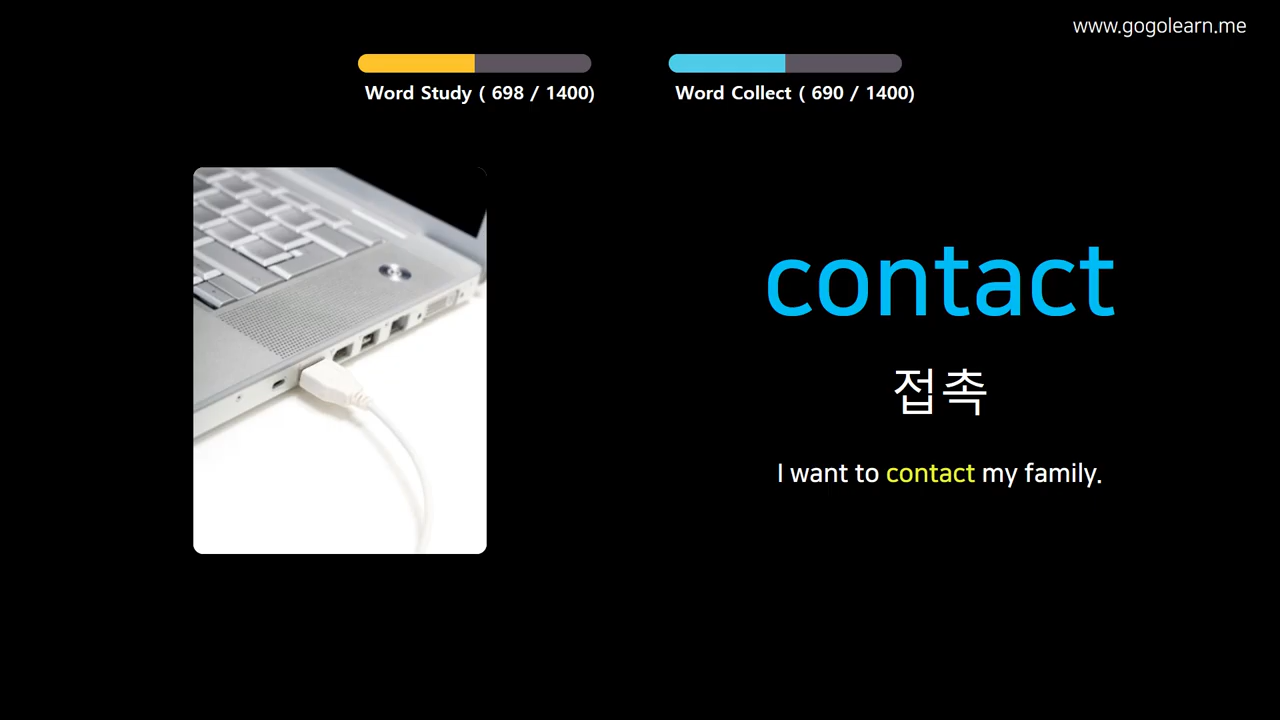 www.gogolearn.me
Word Study ( 698 / 1400)
Word Collect ( 690 / 1400)
contact
접촉
I want to contact my family.